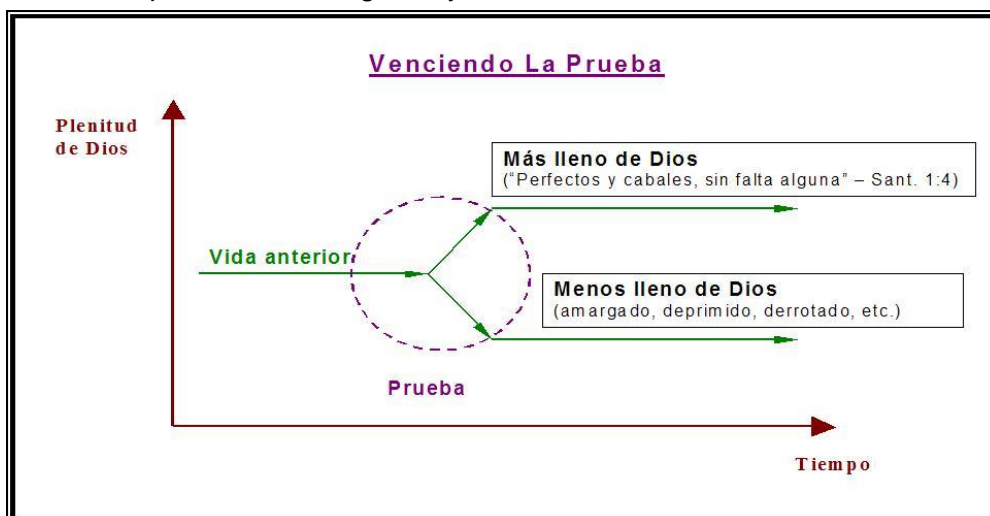 Venciendo La Prueba
Plenitud
de Dios
Más lleno de Dios
("Perfectos y cabales, sin falta alguna" – Sant. 1:4)
Vida anterior
Menos lleno de Dios
(amargado, deprimido, derrotado, etc.)
Prueba
Tiempo